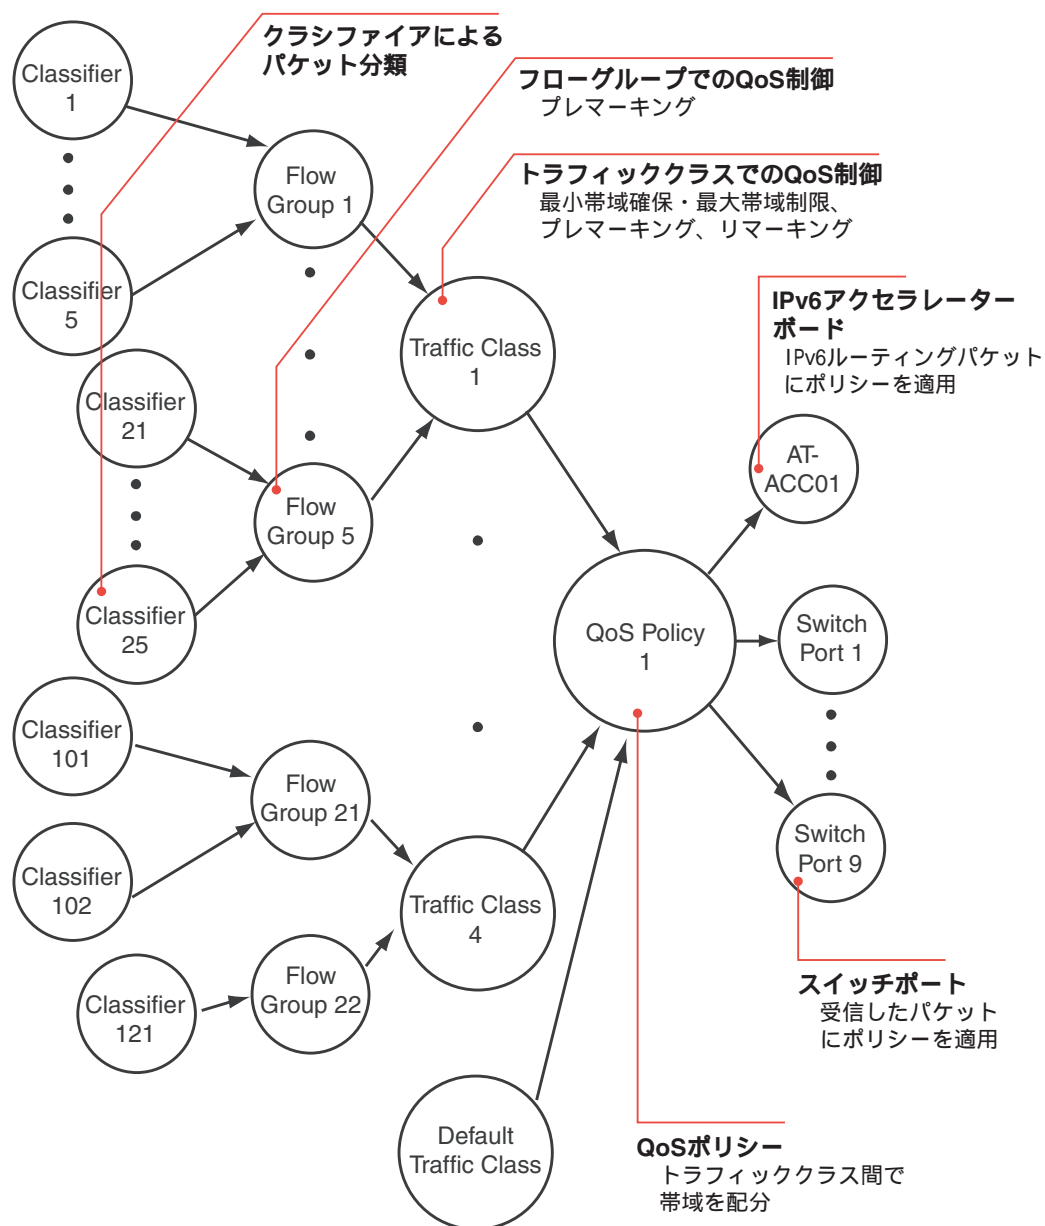 クラシファイアによる
パケット分類
フローグループでのQoS制御
プレマーキング
トラフィッククラスでのQoS制御
最小帯域確保・最大帯域制限、
プレマーキング、リマーキング
IPv6アクセラレーター
ボード
IPv6ルーティングパケット
にポリシーを適用
Classifier
1
Classifier
5
Classifier
21
Classifier
25
Classifier
101
Classifier
102
Classifier
121
Flow
Group 1
Flow
Group 5
Flow
Group 21
Flow
Group 22
Traffic Class
1
Traffic Class
4
Default
Traffic Class
QoS Policy
1
AT-
ACC01
Switch
Port 1
Switch
Port 9
スイッチポート
受信したパケット
にポリシーを適用
QoSポリシー
トラフィッククラス間で
帯域を配分